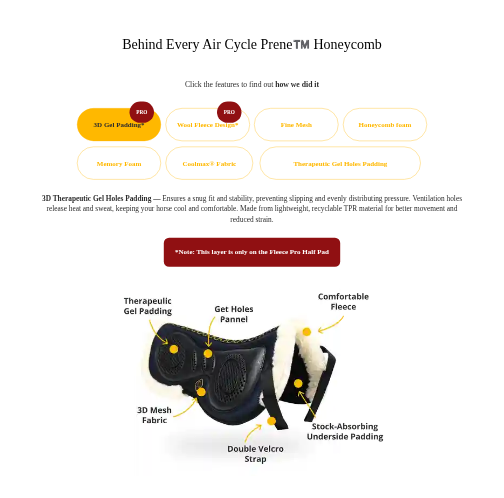 Behind Every Air Cycle Prene™ Honeycomb
Click the features to find out how we did it
PRO
PRO
3D Gel Padding*
Wool Fleece Design*
Fine Mesh
Honeycomb foam
Memory Foam
Coolmax® Fabric
Therapeutic Gel Holes Padding
3D Therapeutic Gel Holes Padding — Ensures a snug fit and stability, preventing slipping and evenly distributing pressure. Ventilation holes
release heat and sweat, keeping your horse cool and comfortable. Made from lightweight, recyclable TPR material for better movement and
reduced strain.
*Note: This layer is only on the Fleece Pro Half Pad
Therapeulic
Gel Padding
Get Holes
Pannel
Comfortable
Fleece
3D Mesh
Fabric
Stock-Absorbing
Underside Padding
Double Velcro
Strap